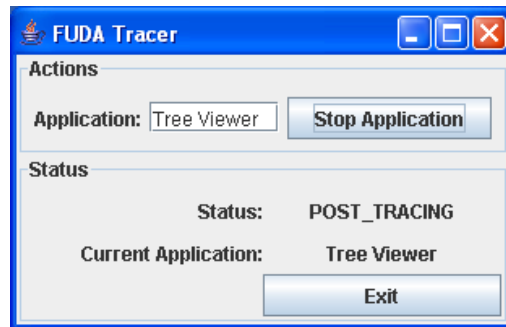 FUDA Tracer
Actions
Application: Tree Viewer Stop Application
Status
Status: POST_TRACING
Current Application: Tree Viewer
Exit